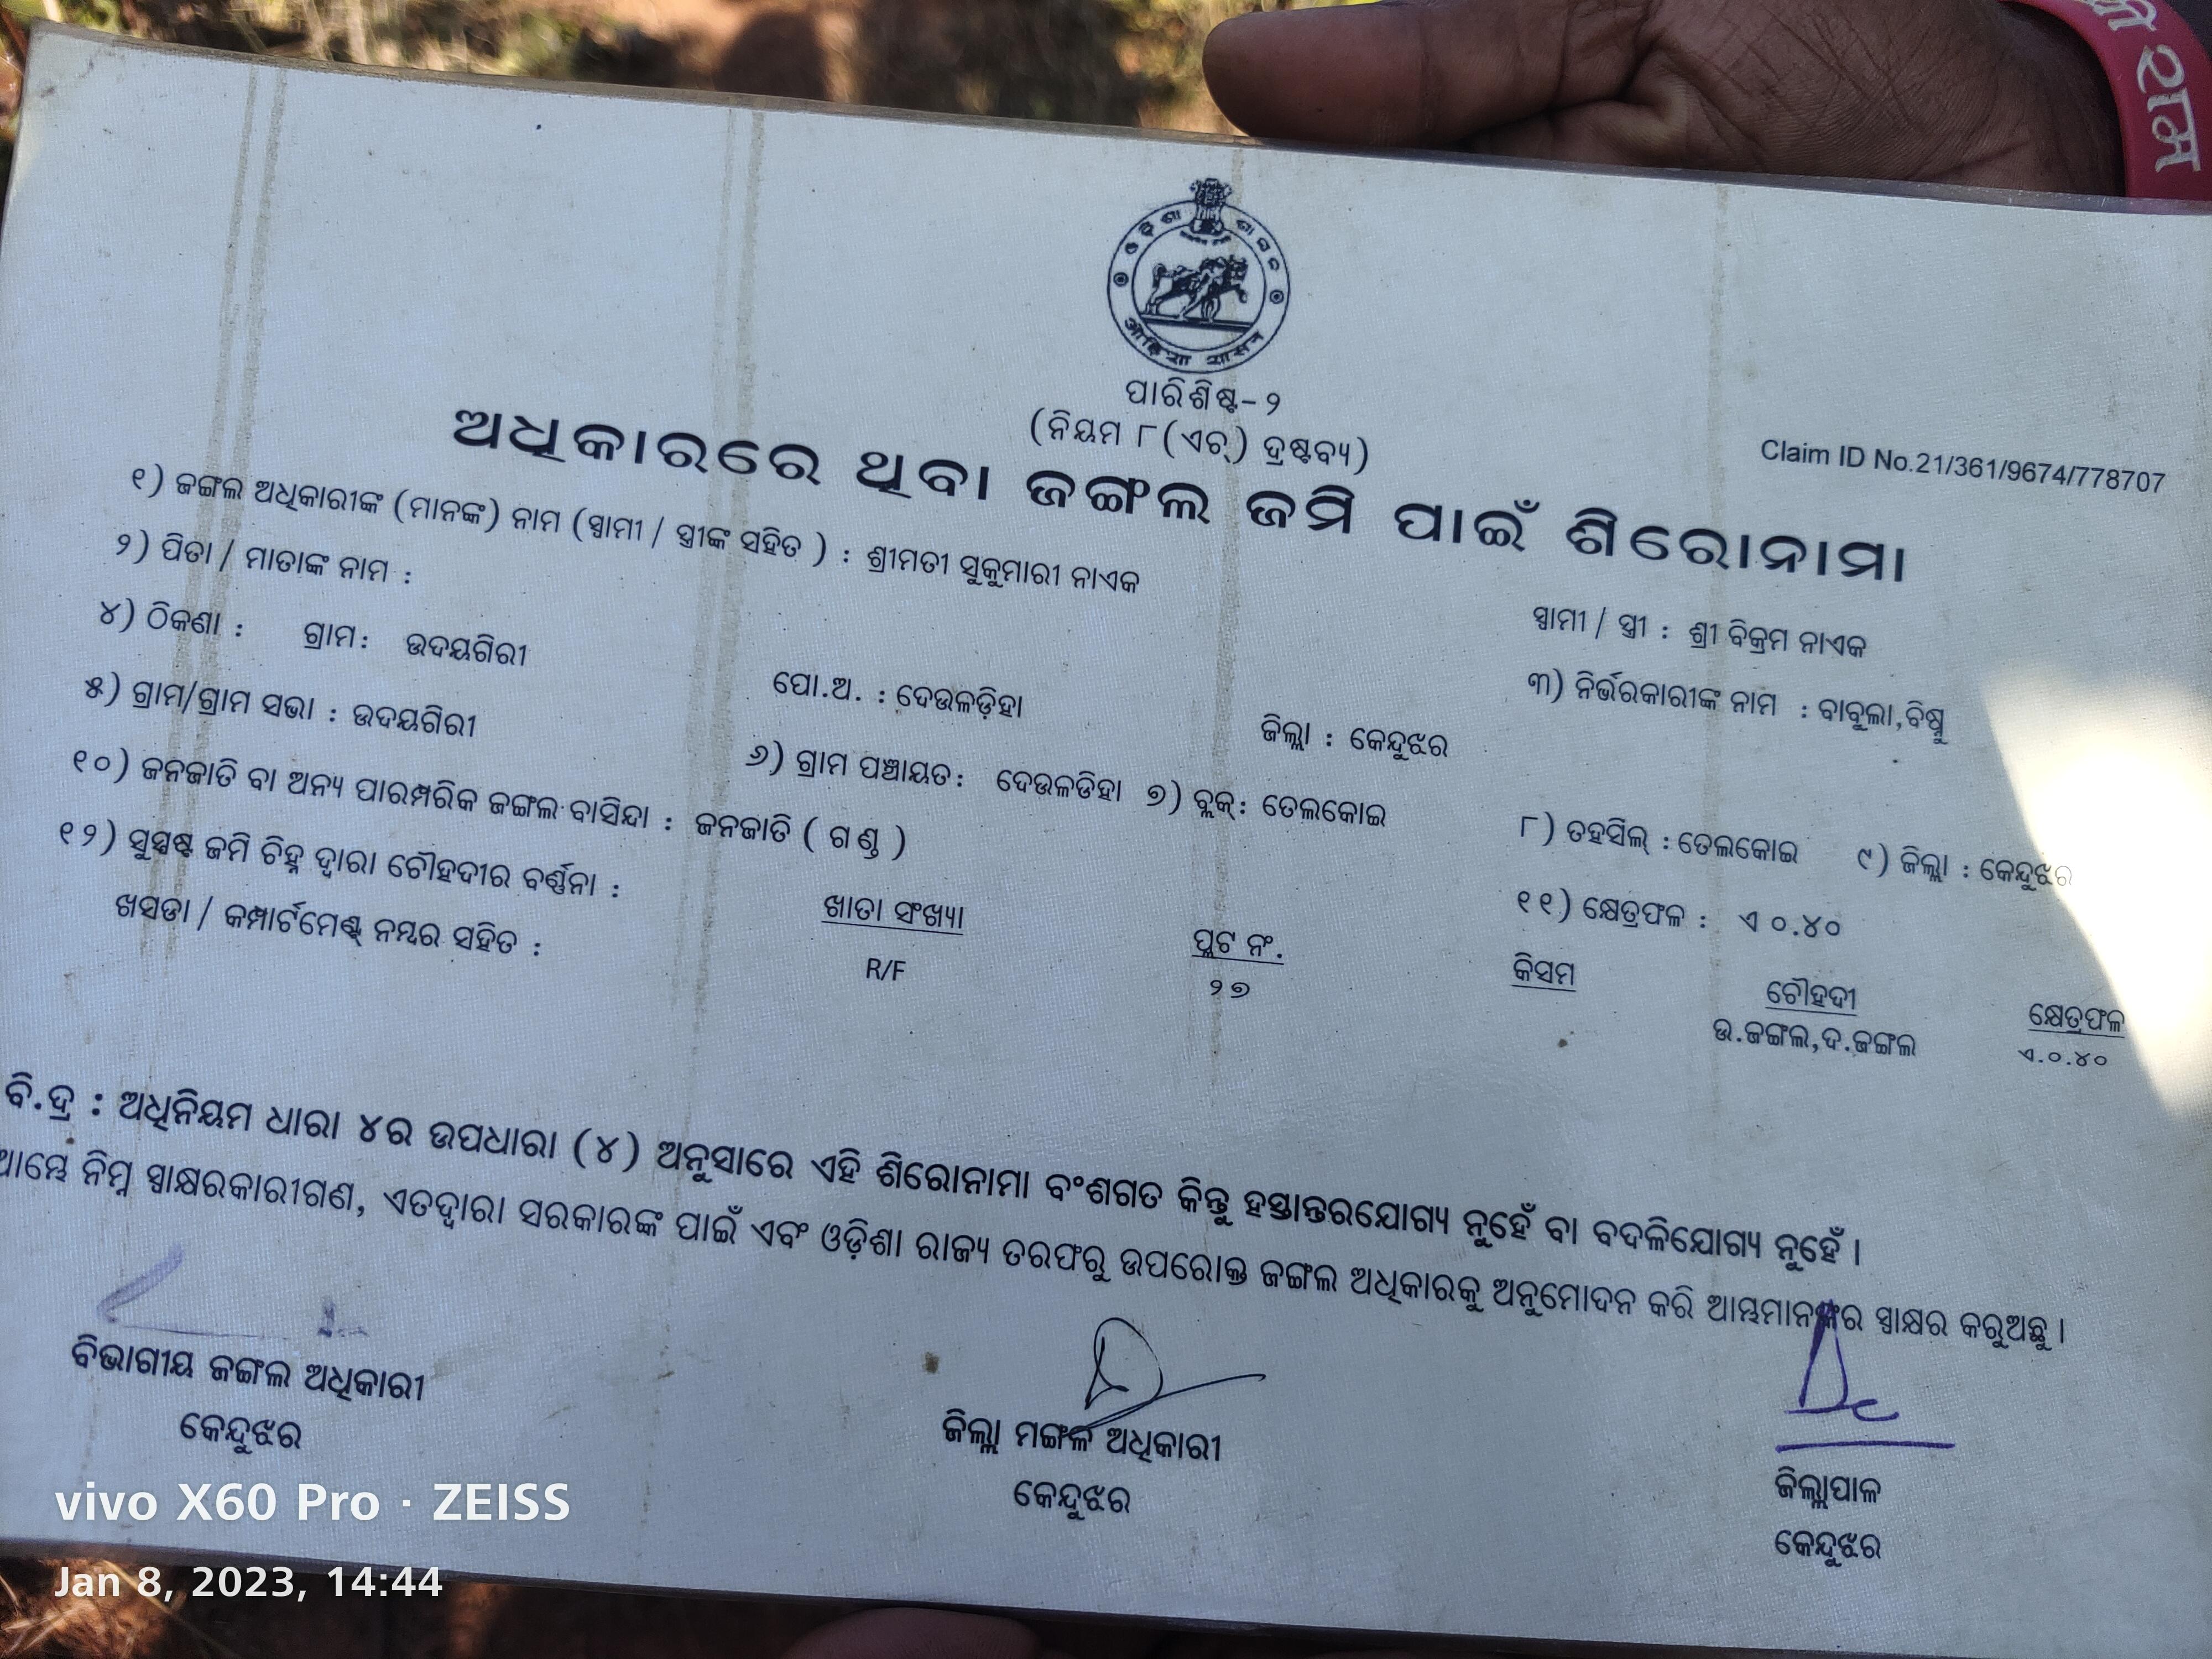 ଓଡ଼ିଶା ଶାସନ
ओड़िशा शासन
ପାରିଶିଷ୍ଟ-୨
(ନିୟମ ୮(ଏଚ୍) ଦ୍ରଷ୍ଟବ୍ୟ)
Claim ID No.21/361/9674/778707
ଅଧିକାରରେ ଥିବା ଜଙ୍ଗଲ ଜମି ପାଇଁ ଶିରୋନାମା
୧) ଜଙ୍ଗଲ ଅଧିକାରୀଙ୍କ (ମାନଙ୍କ) ନାମ (ସ୍ୱାମୀ / ସ୍ତ୍ରୀଙ୍କ ସହିତ ) : ଶ୍ରୀମତୀ ସୁକୁମାରୀ ନାଏକ
ସ୍ୱାମୀ / ସ୍ତ୍ରୀ : ଶ୍ରୀ ବିକ୍ରମ ନାଏକ
୨) ପିତା / ମାତାଙ୍କ ନାମ :
୩) ନିର୍ଭରକାରୀଙ୍କ ନାମ : ବାବୁଲା,ବିଷ୍ନୁ
୪) ଠିକଣା : ଗ୍ରାମ: ଉଦୟଗିରୀ ପୋ.ଅ. : ଦେଉଳଡ଼ିହା ଜିଲ୍ଲା : କେନ୍ଦୁଝର
୫) ଗ୍ରାମ/ଗ୍ରାମ ସଭା : ଉଦୟଗିରୀ ୬) ଗ୍ରାମ ପଞ୍ଚାୟତ: ଦେଉଳଡିହା ୭) ବ୍ଲକ୍: ତେଲକୋଇ ୮) ତହସିଲ୍ : ତେଲକୋଇ ୯) ଜିଲ୍ଲା : କେନ୍ଦୁଝର
୧୦) ଜନଜାତି ବା ଅନ୍ୟ ପାରମ୍ପରିକ ଜଙ୍ଗଲ ବାସିନ୍ଦା : ଜନଜାତି ( ଗଣ୍ଡ ) ୧୧) କ୍ଷେତ୍ରଫଳ : ଏ ୦.୪୦
୧୨) ସୁସ୍ପଷ୍ଟ ଜମି ଚିହ୍ନ ଦ୍ୱାରା ଚୌହଦୀର ବର୍ଣ୍ଣନା :
ଖାତା ସଂଖ୍ୟା ପ୍ଲଟ ନଂ. କିସମ ଚୌହଦୀ କ୍ଷେତ୍ରଫଳ
ଖସଡା / କମ୍ପାର୍ଟମେଣ୍ଟ ନମ୍ବର ସହିତ : R/F ୨୭ ଉ.ଜଙ୍ଗଲ,ଦ.ଜଙ୍ଗଲ ଏ.୦.୪୦
ବି.ଦ୍ର : ଅଧିନିୟମ ଧାରା ୪ର ଉପଧାରା (୪) ଅନୁସାରେ ଏହି ଶିରୋନାମା ବଂଶଗତ କିନ୍ତୁ ହସ୍ତାନ୍ତରଯୋଗ୍ୟ ନୁହେଁ ବା ବଦଳିଯୋଗ୍ୟ ନୁହେଁ ।
ଆମ୍ଭେ ନିମ୍ନ ସ୍ୱାକ୍ଷରକାରୀଗଣ, ଏତଦ୍ୱାରା ସରକାରଙ୍କ ପାଇଁ ଏବଂ ଓଡ଼ିଶା ରାଜ୍ୟ ତରଫରୁ ଉପରୋକ୍ତ ଜଙ୍ଗଲ ଅଧିକାରକୁ ଅନୁମୋଦନ କରି ଆମ୍ଭମାନଙ୍କର ସ୍ୱାକ୍ଷର କରୁଅଛୁ ।
ବିଭାଗୀୟ ଜଙ୍ଗଲ ଅଧିକାରୀ
କେନ୍ଦୁଝର
ଜିଲ୍ଲା ମଙ୍ଗଳ ଅଧିକାରୀ
କେନ୍ଦୁଝର
ଜିଲ୍ଲାପାଳ
କେନ୍ଦୁଝର
vivo X60 Pro · ZEISS
Jan 8, 2023, 14:44